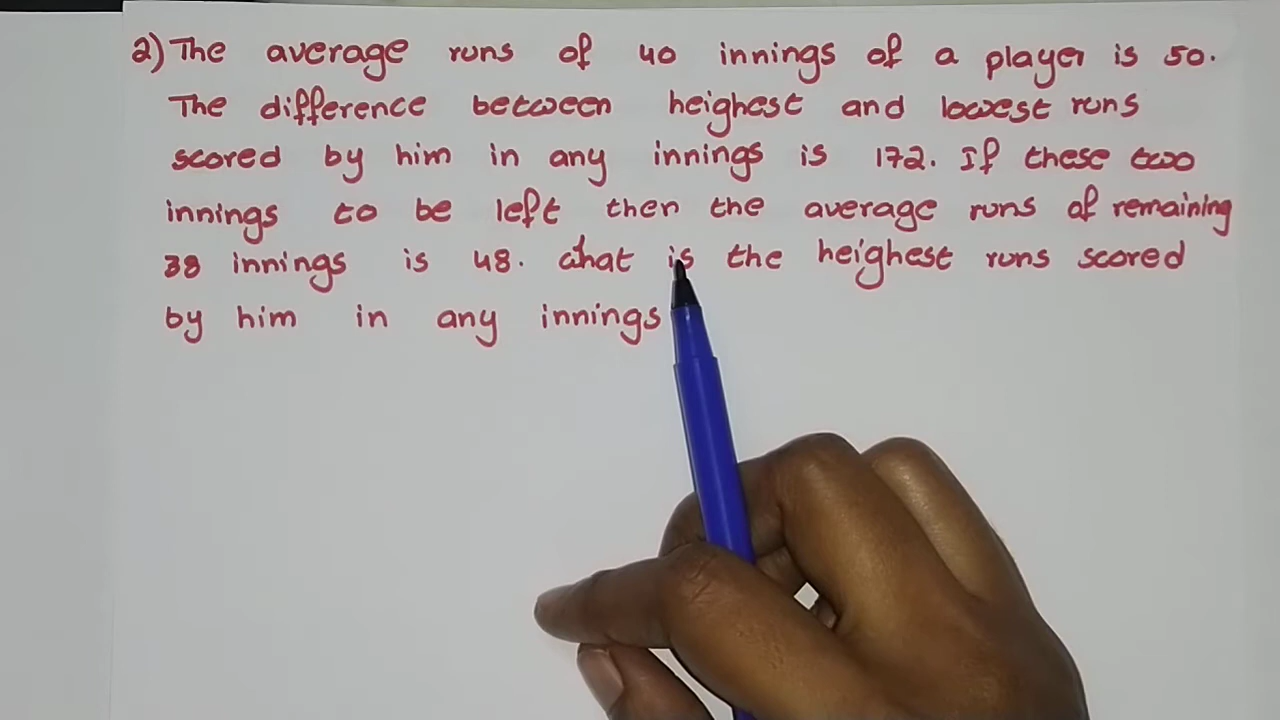 2) The average runs of 40 innings of a player is 50.
The difference between heighest and lowest runs
scored by him in any innings is 172. If these two
innings to be left then the average runs of remaining
38 innings is 48. What is the heighest runs scored
by him in any innings